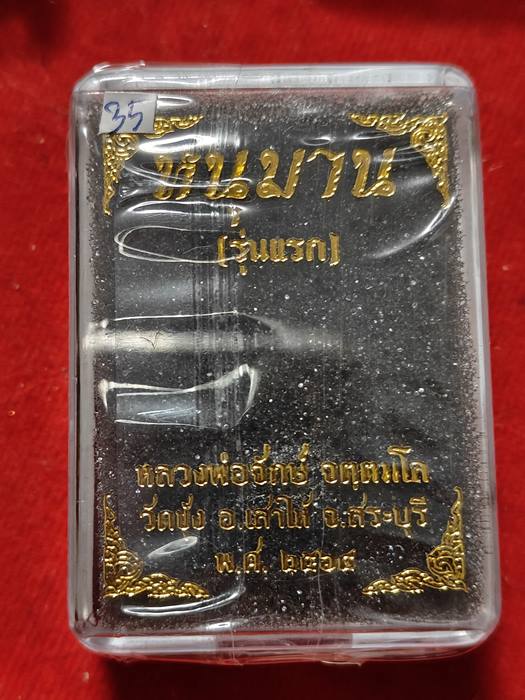 35
หนุมาน
(รุ่นแรก)
หลวงพ่อจักษ์ จตฺตมโล
วัดชุ้ง อ.เสาไห้ จ.สระบุรี
พ.ศ. ๒๕๖๕